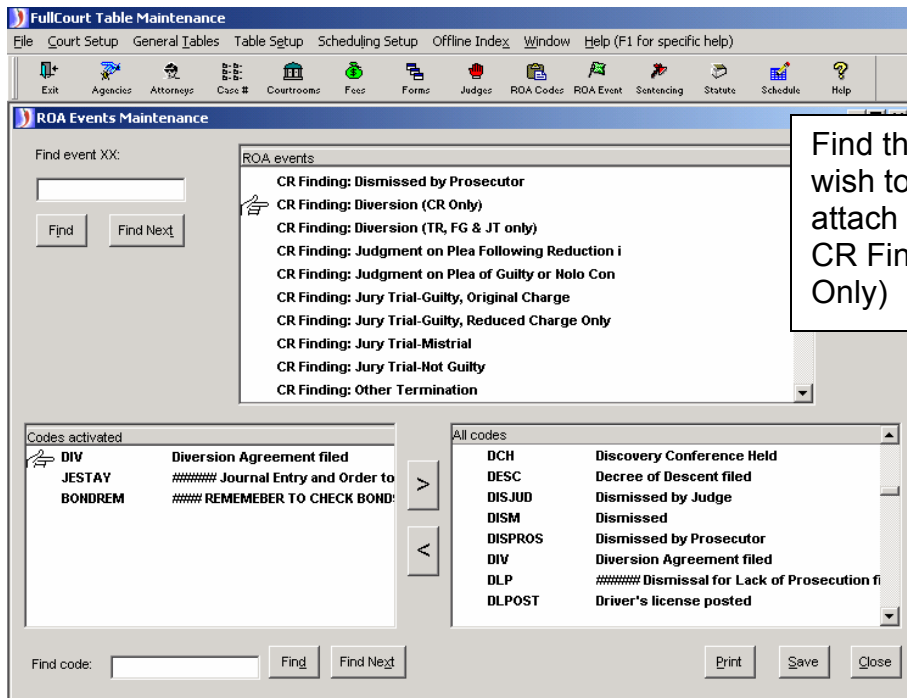 FullCourt Table Maintenance
File Court Setup General Tables Table Setup Scheduling Setup Offline Index Window Help (F1 for specific help)
Exit Agencies Attorneys Case # Courtrooms Fees Forms Judges ROA Codes ROA Event Sentencing Statute Schedule Help
ROA Events Maintenance
Find event XX:
Find Find Next
ROA events
CR Finding: Dismissed by Prosecutor
CR Finding: Diversion (CR Only)
CR Finding: Diversion (TR, FG & JT only)
CR Finding: Judgment on Plea Following Reduction i
CR Finding: Judgment on Plea of Guilty or Nolo Con
CR Finding: Jury Trial-Guilty, Original Charge
CR Finding: Jury Trial-Guilty, Reduced Charge Only
CR Finding: Jury Trial-Mistrial
CR Finding: Jury Trial-Not Guilty
CR Finding: Other Termination
Find th
wish to
attach
CR Fin
Only)
Codes activated
DIV Diversion Agreement filed
JESTAY ###### Journal Entry and Order to
BONDREM #### REMEMEBER TO CHECK BOND
>
<
All codes
DCH Discovery Conference Held
DESC Decree of Descent filed
DISJUD Dismissed by Judge
DISM Dismissed
DISPROS Dismissed by Prosecutor
DIV Diversion Agreement filed
DLP ###### Dismissal for Lack of Prosecution fi
DLPOST Driver's license posted
Find code: Find Find Next
Print Save Close